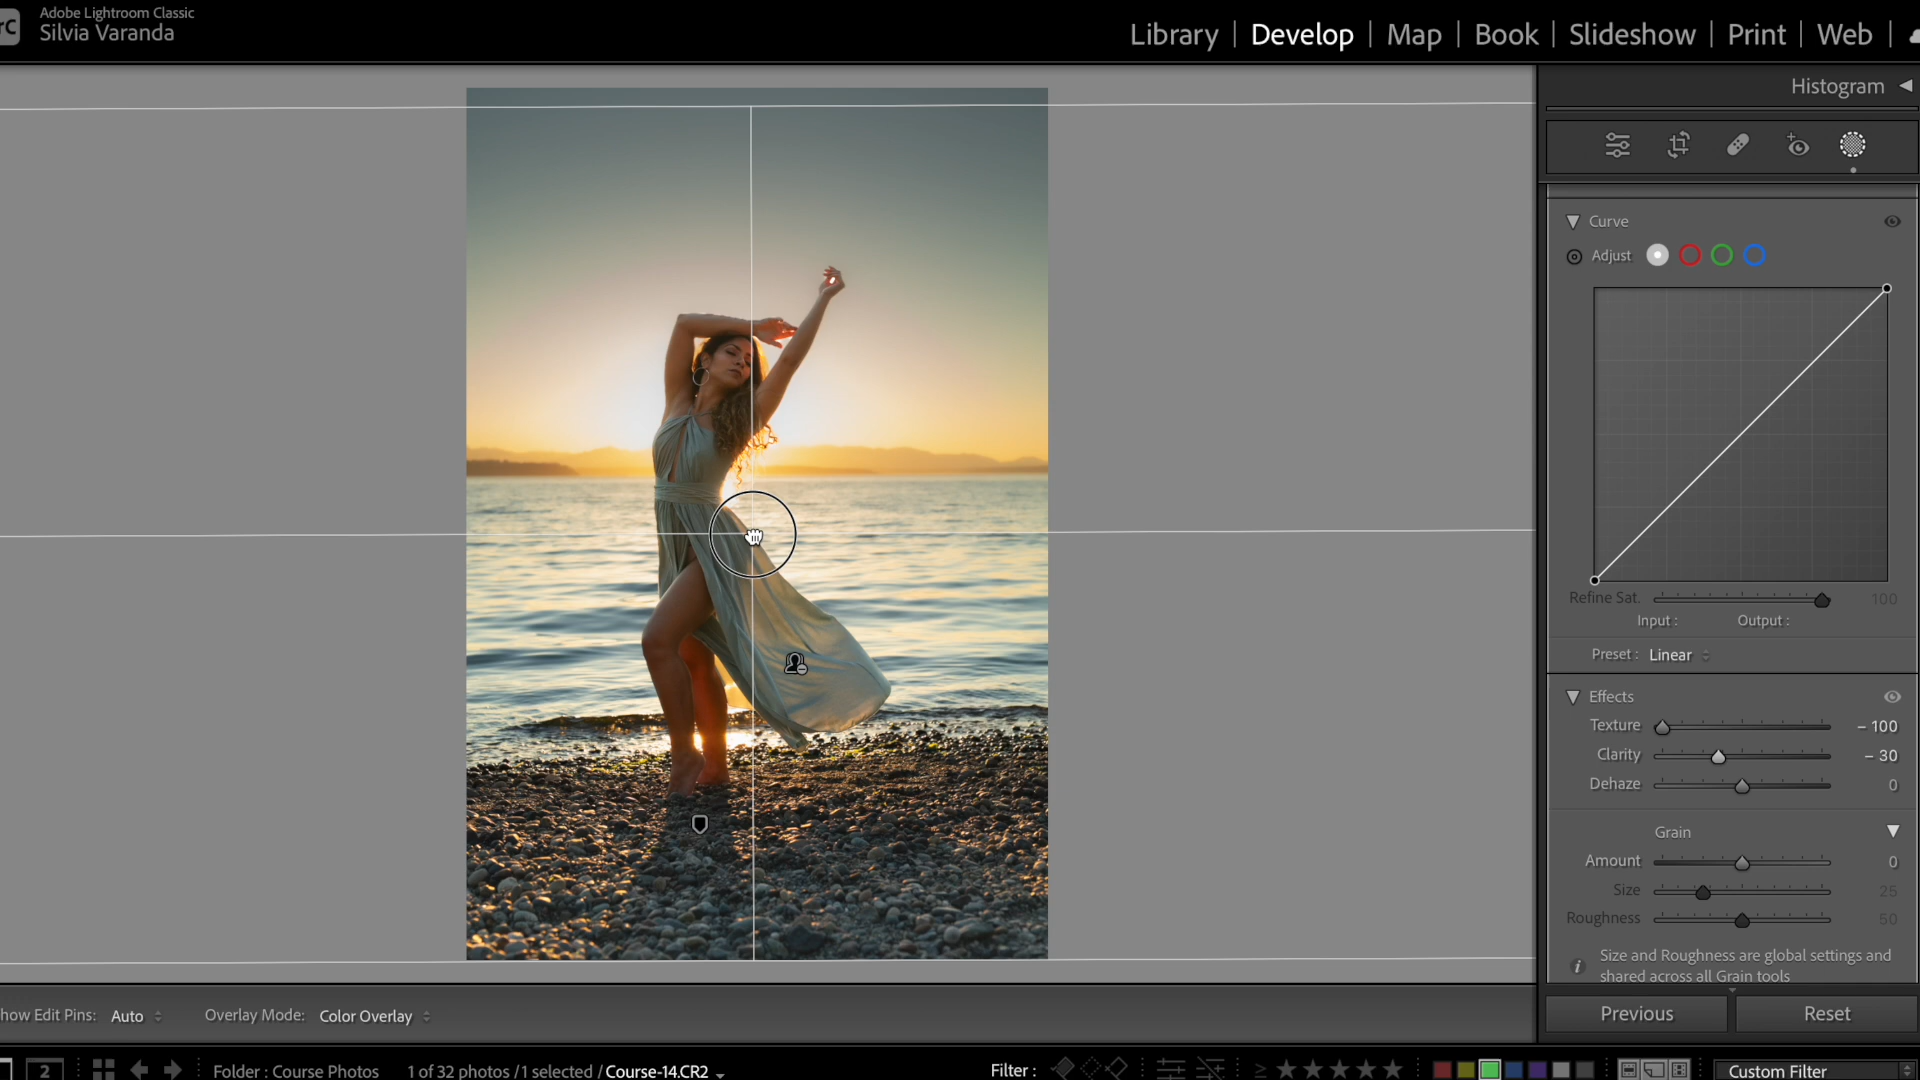 rC
Adobe Lightroom Classic
Silvia Varanda
Library | Develop | Map | Book | Slideshow | Print | Web |
Histogram
Curve
Adjust
Refine Sat. 100
Input : Output :
Preset : Linear
Effects
Texture – 100
Clarity – 30
Dehaze 0
Grain
Amount 0
Size 25
Roughness 50
Size and Roughness are global settings and
shared across all Grain tools
Previous Reset
how Edit Pins: Auto Overlay Mode: Color Overlay
2 Folder : Course Photos 1 of 32 photos / 1 selected / Course-14.CR2 Filter : ≥ Custom Filter